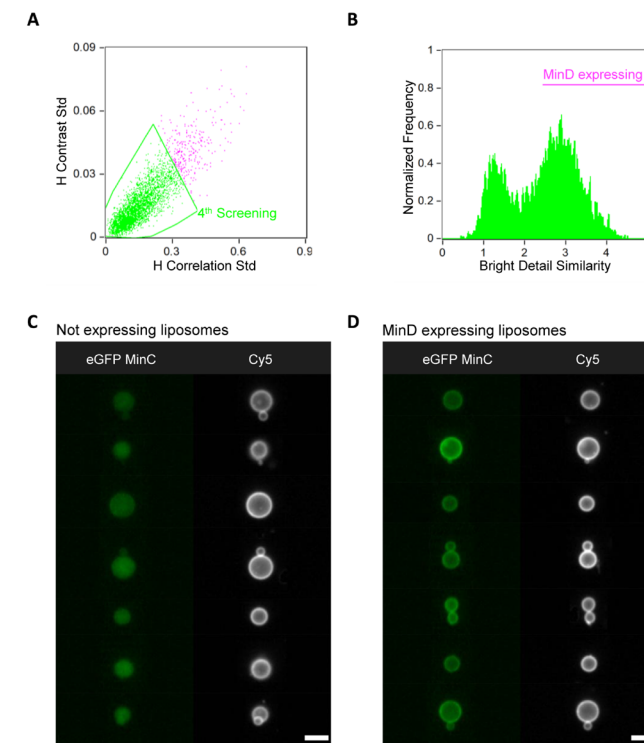 A
0.09
0.06
0.03
0
H Contrast Std
4th Screening
0 0.3 0.6 0.9
H Correlation Std
B
1
0.8
0.6
0.4
0.2
0
Normalized Frequency
MinD expressing
0 1 2 3 4
Bright Detail Similarity
C Not expressing liposomes
eGFP MinC Cy5
D MinD expressing liposomes
eGFP MinC Cy5